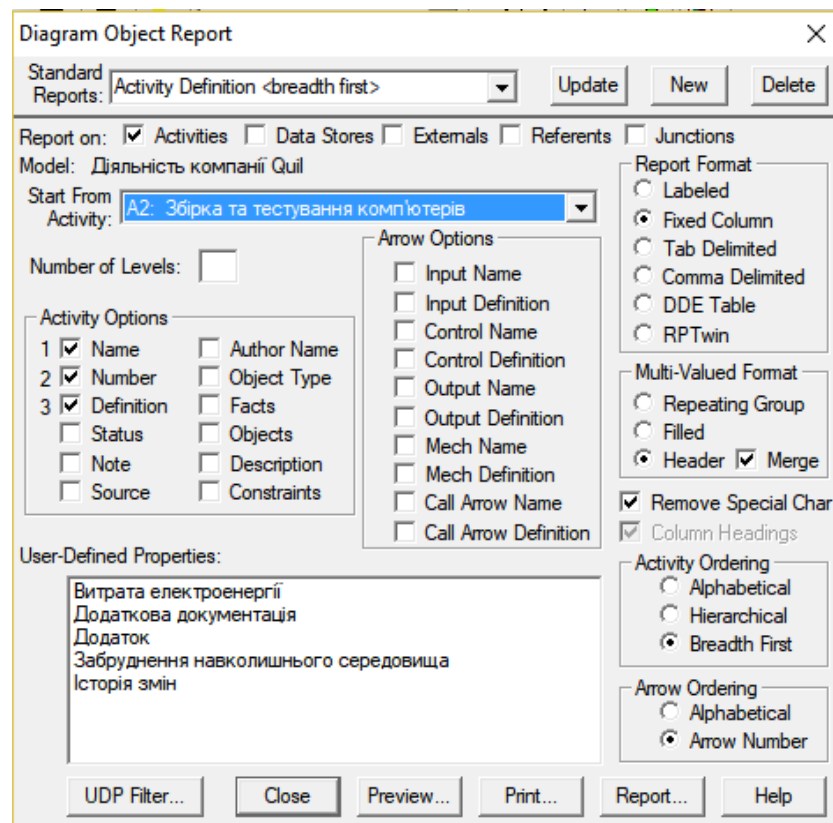 Diagram Object Report
Standard Reports: Activity Definition <breadth first>
Update New Delete
Report on: Activities Data Stores Externals Referents Junctions
Model: Діяльність компанії Quil
Start From Activity: A2: Збірка та тестування комп'ютерів
Number of Levels:
Activity Options
1 Name Author Name
2 Number Object Type
3 Definition Facts
Status Objects
Note Description
Source Constraints
Arrow Options
Input Name
Input Definition
Control Name
Control Definition
Output Name
Output Definition
Mech Name
Mech Definition
Call Arrow Name
Call Arrow Definition
Report Format
Labeled
Fixed Column
Tab Delimited
Comma Delimited
DDE Table
RPTwin
Multi-Valued Format
Repeating Group
Filled
Header Merge
Remove Special Char
Column Headings
Activity Ordering
Alphabetical
Hierarchical
Breadth First
Arrow Ordering
Alphabetical
Arrow Number
User-Defined Properties:
Витрата електроенергії
Додаткова документація
Додаток
Забруднення навколишнього середовища
Історія змін
UDP Filter... Close Preview... Print... Report... Help